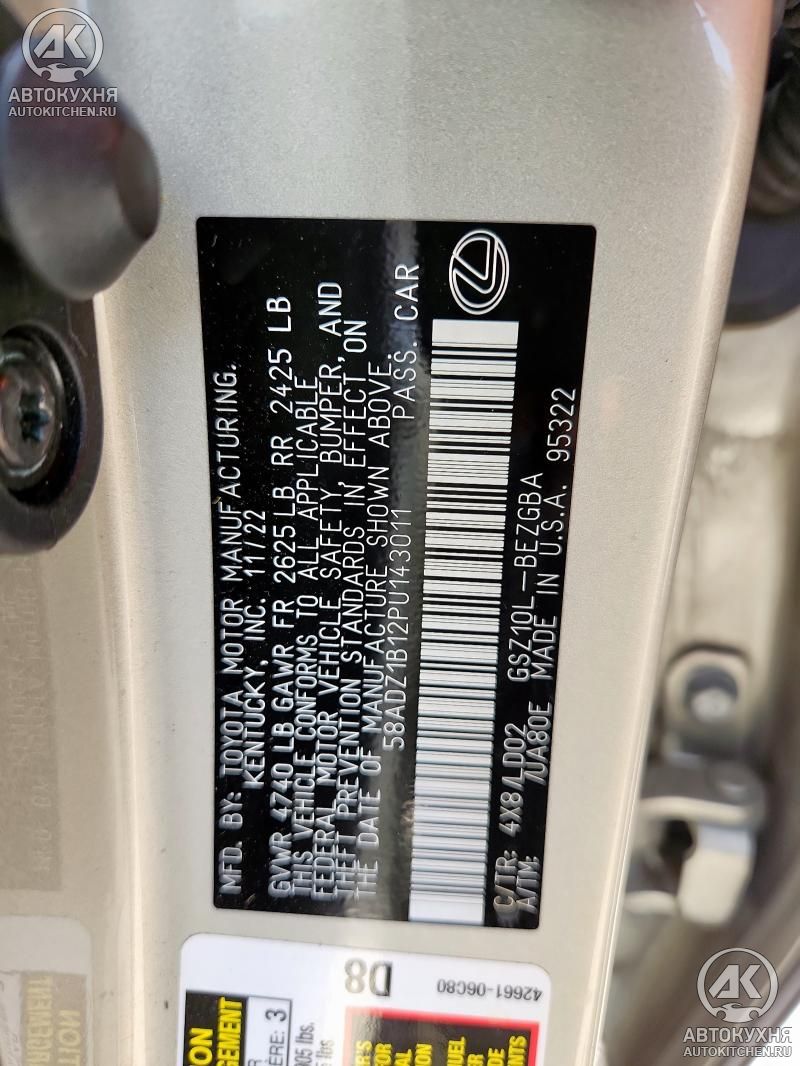 АВТОКУХНЯ
AUTOKITCHEN.RU
MFD. BY: TOYOTA MOTOR MANUFACTURING,
KENTUCKY, INC. 11/22
GVWR 4740 LB GAWR FR 2625 LB RR 2425 LB
THIS VEHICLE CONFORMS TO ALL APPLICABLE
FEDERAL MOTOR VEHICLE SAFETY, BUMPER, AND
THEFT PREVENTION STANDARDS IN EFFECT ON
THE DATE OF MANUFACTURE SHOWN ABOVE.
58ADZ1B12PU143011 PASS. CAR
C/TR: 4X8/LD02 GSZ10L-BEZGBA
A/TM: /UA80E MADE IN U.S.A. 95322
D8
42661-06C80
3
АВТОКУХНЯ
AUTOKITCHEN.RU